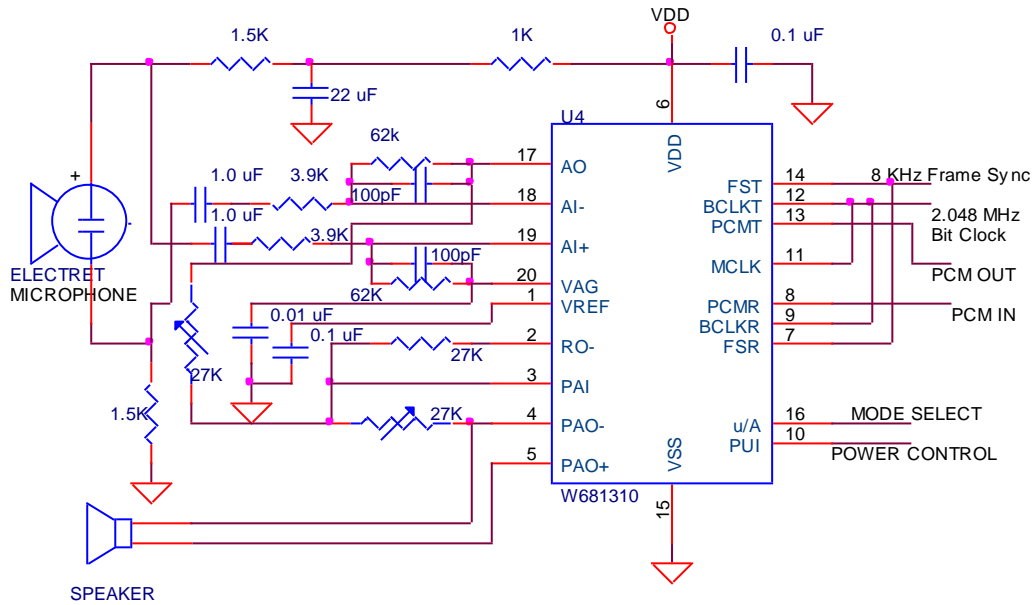 VDD
1.5K
1K
0.1 uF
22 uF
6
U4
62k
17
AO
VDD
1.0 uF
3.9K
100pF
18
AI-
FST
14
8 KHz Frame Sync
BCLKT
12
+
1.0 uF
3.9K
19
AI+
PCMT
13
2.048 MHz
Bit Clock
-
100pF
MCLK
11
PCM OUT
ELECTRET
MICROPHONE
62K
20
VAG
1
VREF
PCMR
8
PCM IN
0.01 uF
0.1 uF
2
RO-
BCLKR
9
27K
FSR
7
27K
3
PAI
1.5K
27K
4
PAO-
u/A
16
MODE SELECT
PUI
10
POWER CONTROL
5
PAO+
VSS
W681310
15
SPEAKER